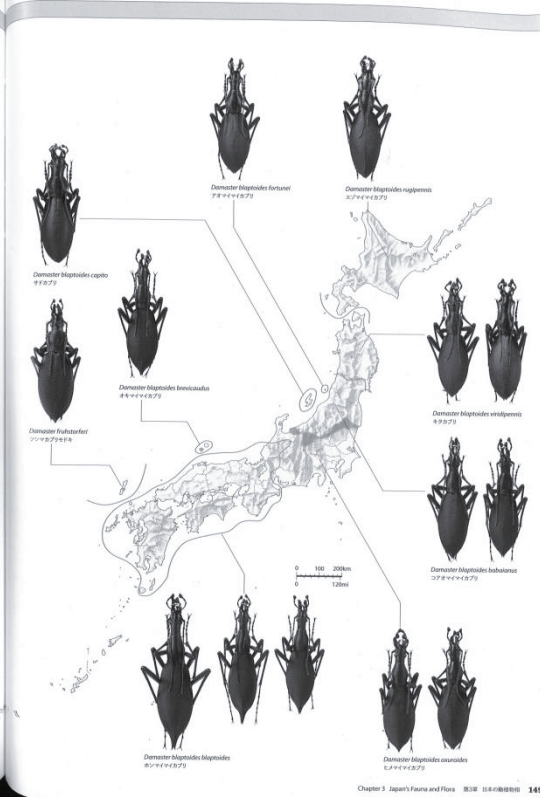 Damaster blaptoides fortunei
アオマイマイカブリ
Damaster blaptoides rugipennis
エゾマイマイカブリ
Damaster blaptoides capito
サドカブリ
Damaster blaptoides brevicaudus
オキマイマイカブリ
Damaster fruhstorferi
ツシマカブリモドキ
Damaster blaptoides viridipennis
キタカブリ
Damaster blaptoides babaianus
コアオマイマイカブリ
0 100 200km
0 120mi
Damaster blaptoides blaptoides
ホンマイマイカブリ
Damaster blaptoides oxuroides
ヒメマイマイカブリ
Chapter 3 Japan's Fauna and Flora 第3章 日本の動植物相 149